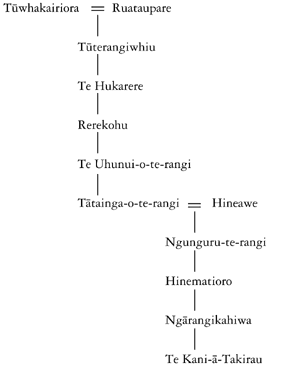 Tūwhakairiora = Ruataupare
Tūterangiwhiu
Te Hukarere
Rerekohu
Te Uhunui-o-te-rangi
Tātainga-o-te-rangi = Hineawe
Ngunguru-te-rangi
Hinematioro
Ngārangikahiwa
Te Kani-ā-Takirau